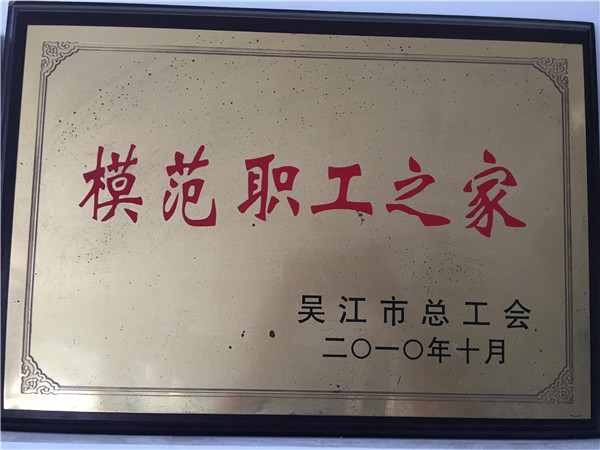 模范职工之家
吴江市总工会
二〇一〇年十月